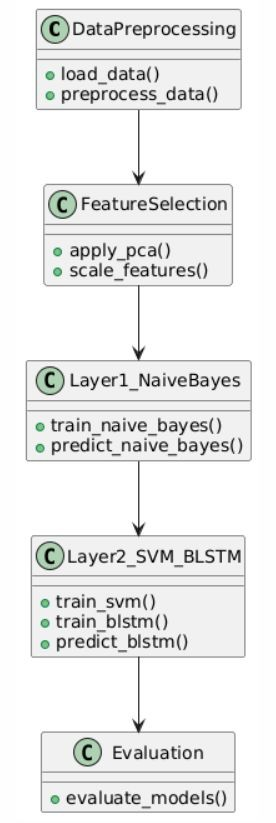 C DataPreprocessing
load_data()
preprocess_data()
C FeatureSelection
apply_pca()
scale_features()
C Layer1_NaiveBayes
train_naive_bayes()
predict_naive_bayes()
C Layer2_SVM_BLSTM
train_svm()
train_blstm()
predict_blstm()
C Evaluation
evaluate_models()